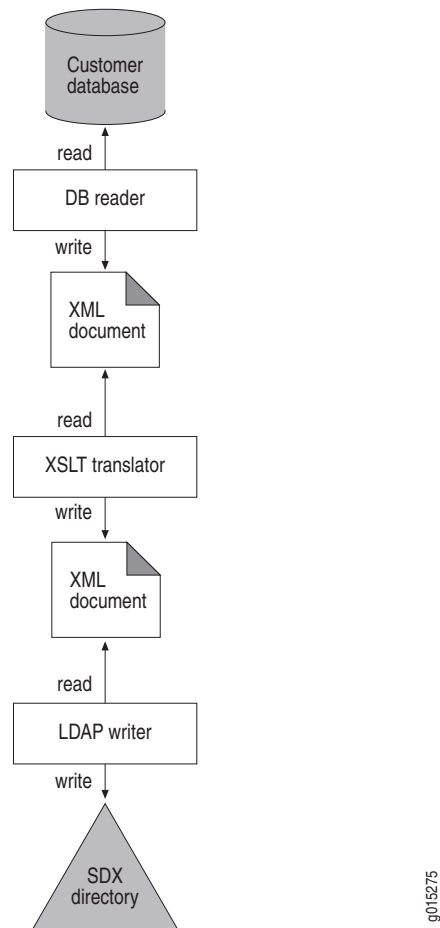 Customer
database
read
DB reader
write
XML
document
read
XSLT translator
write
XML
document
read
LDAP writer
write
SDX
directory
g015275